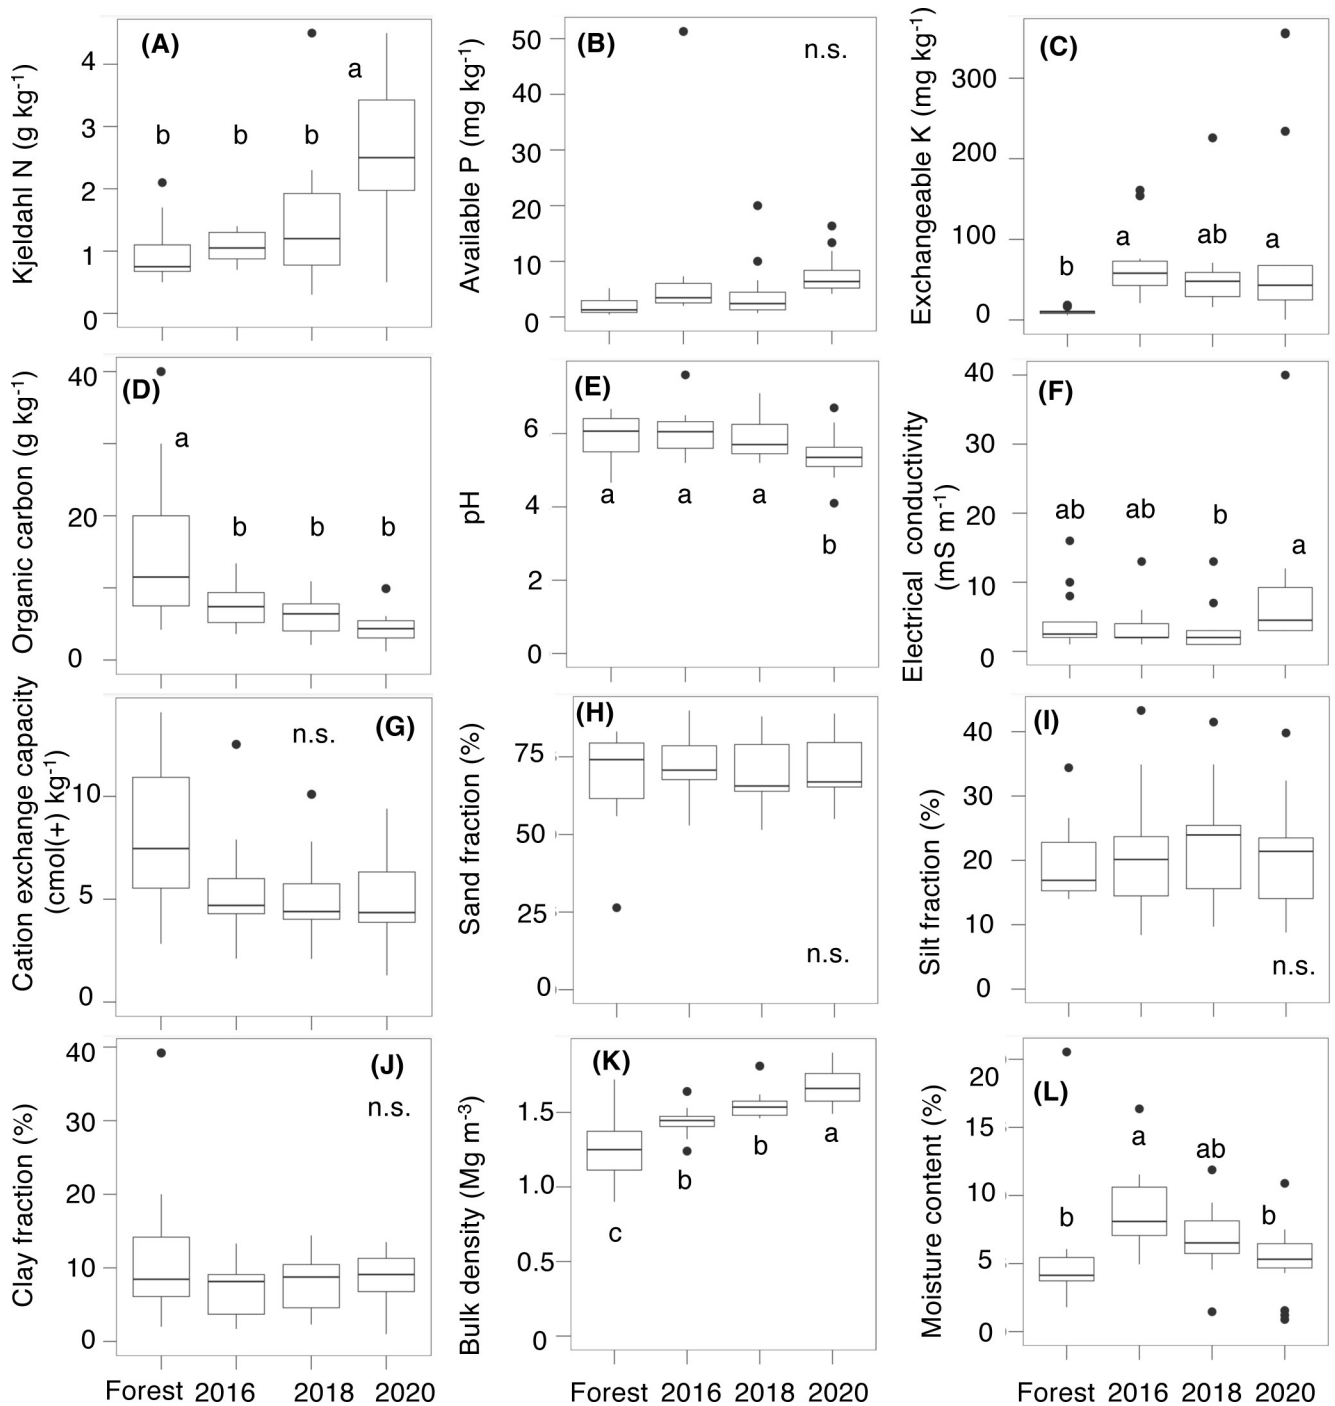 (A)
Kjeldahl N (g kg-1)
4
3
2
1
0
b
b
b
a
(B)
Available P (mg kg-1)
50
40
30
20
10
0
n.s.
(C)
Exchangeable K (mg kg-1)
300
200
100
0
b
a
ab
a
(D)
Organic carbon (g kg-1)
40
20
0
a
b
b
b
(E)
pH
6
4
2
0
a
a
a
b
(F)
Electrical conductivity
(mS m-1)
40
30
20
10
0
ab
ab
b
a
(G)
Cation exchange capacity
(cmol(+) kg-1)
10
5
0
n.s.
(H)
Sand fraction (%)
75
50
25
0
n.s.
(I)
Silt fraction (%)
40
30
20
10
0
n.s.
(J)
Clay fraction (%)
40
30
20
10
0
n.s.
Forest 2016 2018 2020
(K)
Bulk density (Mg m-3)
1.5
1.0
0.5
0
c
b
b
a
Forest 2016 2018 2020
(L)
Moisture content (%)
20
15
10
5
0
b
a
ab
b
Forest 2016 2018 2020